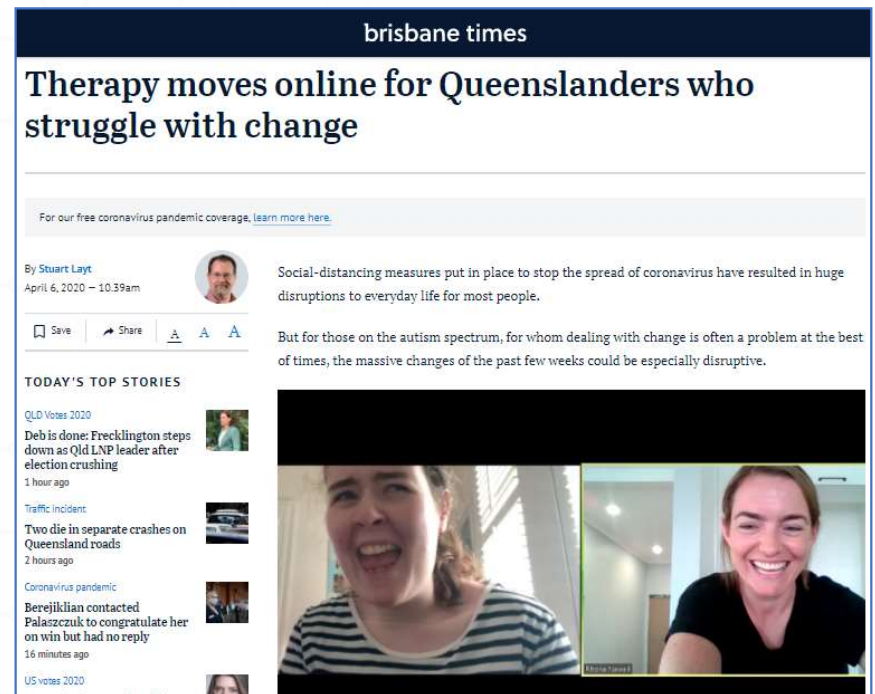 brisbane times
Therapy moves online for Queenslanders who
struggle with change
For our free coronavirus pandemic coverage, learn more here.
By Stuart Layt
April 6, 2020 — 10.39am
Save
Share
A A A
TODAY'S TOP STORIES
QLD Votes 2020
Deb is done: Frecklington steps
down as Qld LNP leader after
election crushing
1 hour ago
Traffic incident
Two die in separate crashes on
Queensland roads
2 hours ago
Coronavirus pandemic
Berejiklian contacted
Palaszczuk to congratulate her
on win but had no reply
16 minutes ago
US votes 2020
Social-distancing measures put in place to stop the spread of coronavirus have resulted in huge
disruptions to everyday life for most people.
But for those on the autism spectrum, for whom dealing with change is often a problem at the best
of times, the massive changes of the past few weeks could be especially disruptive.